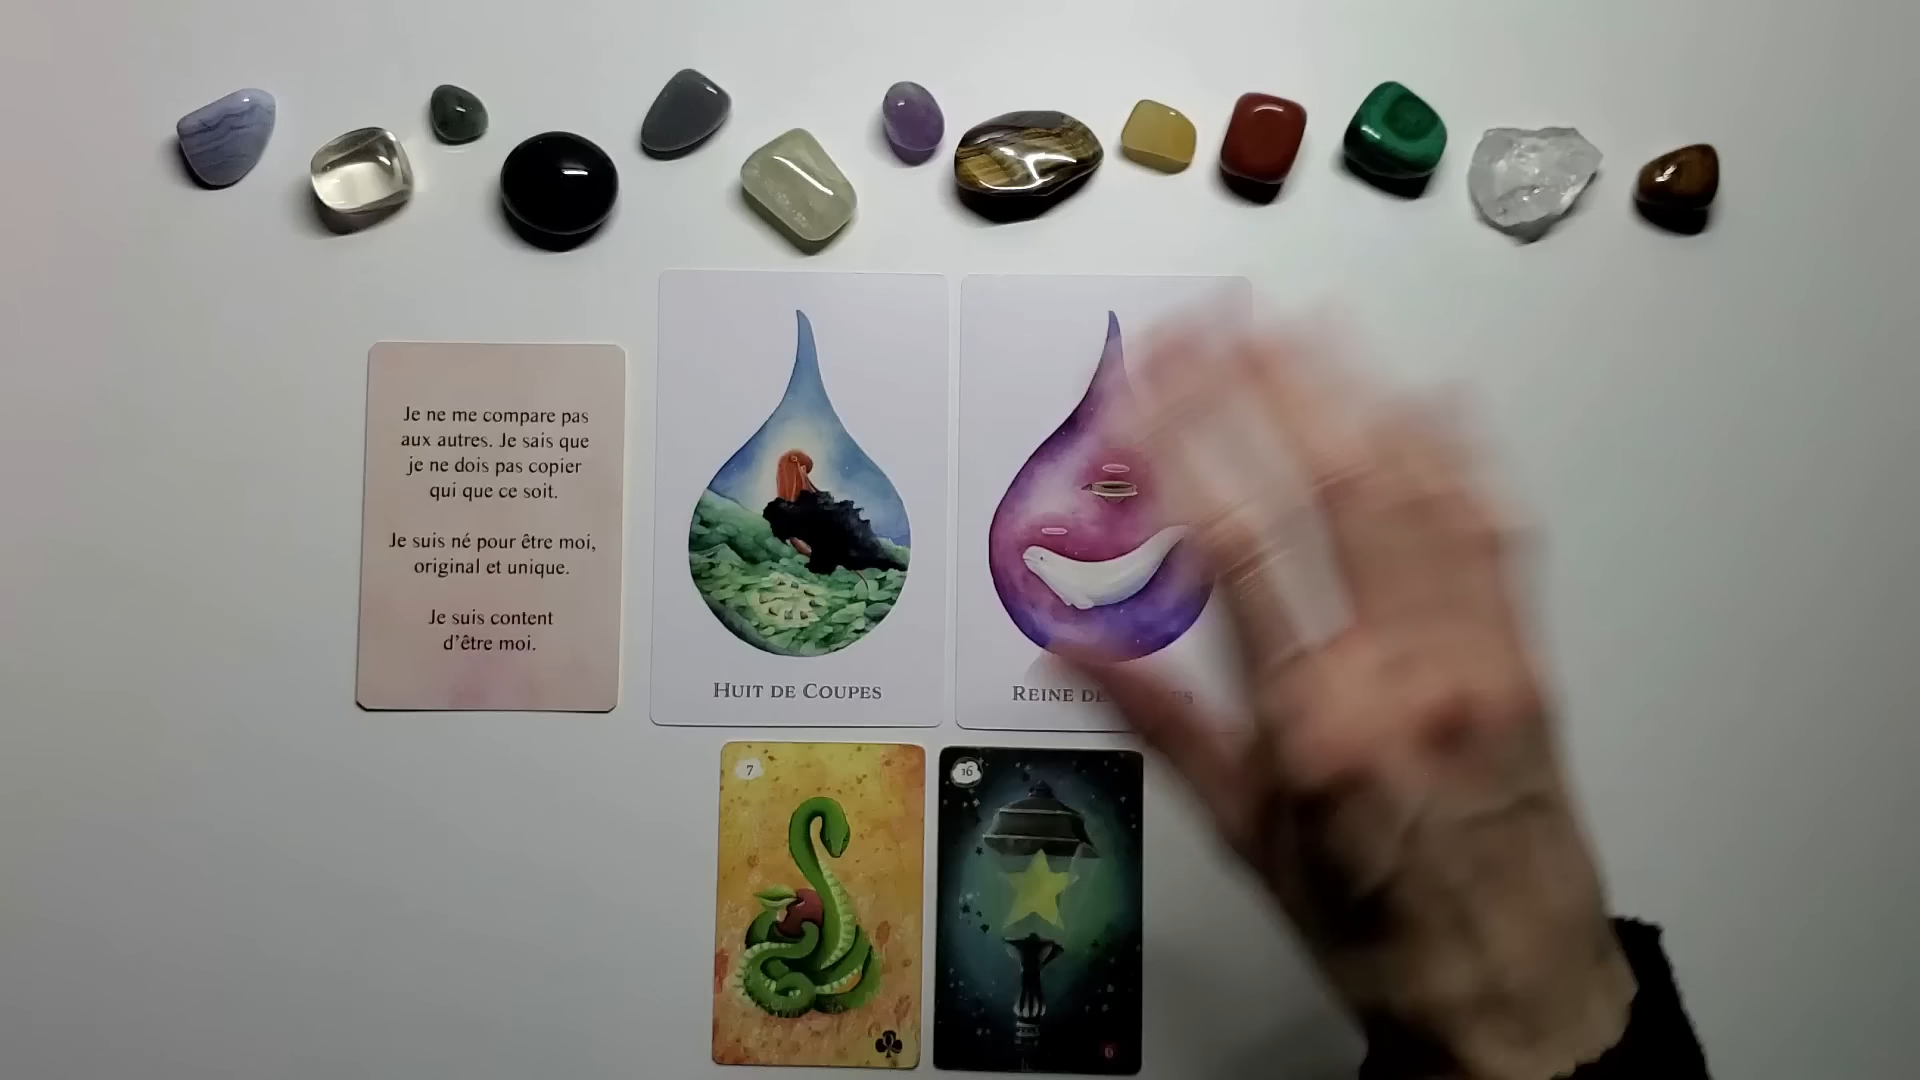 Je ne me compare pas
aux autres. Je sais que
je ne dois pas copier
qui que ce soit.
Je suis né pour être moi,
original et unique.
Je suis content
d'être moi.
Huit de Coupes
Reine de
7
16